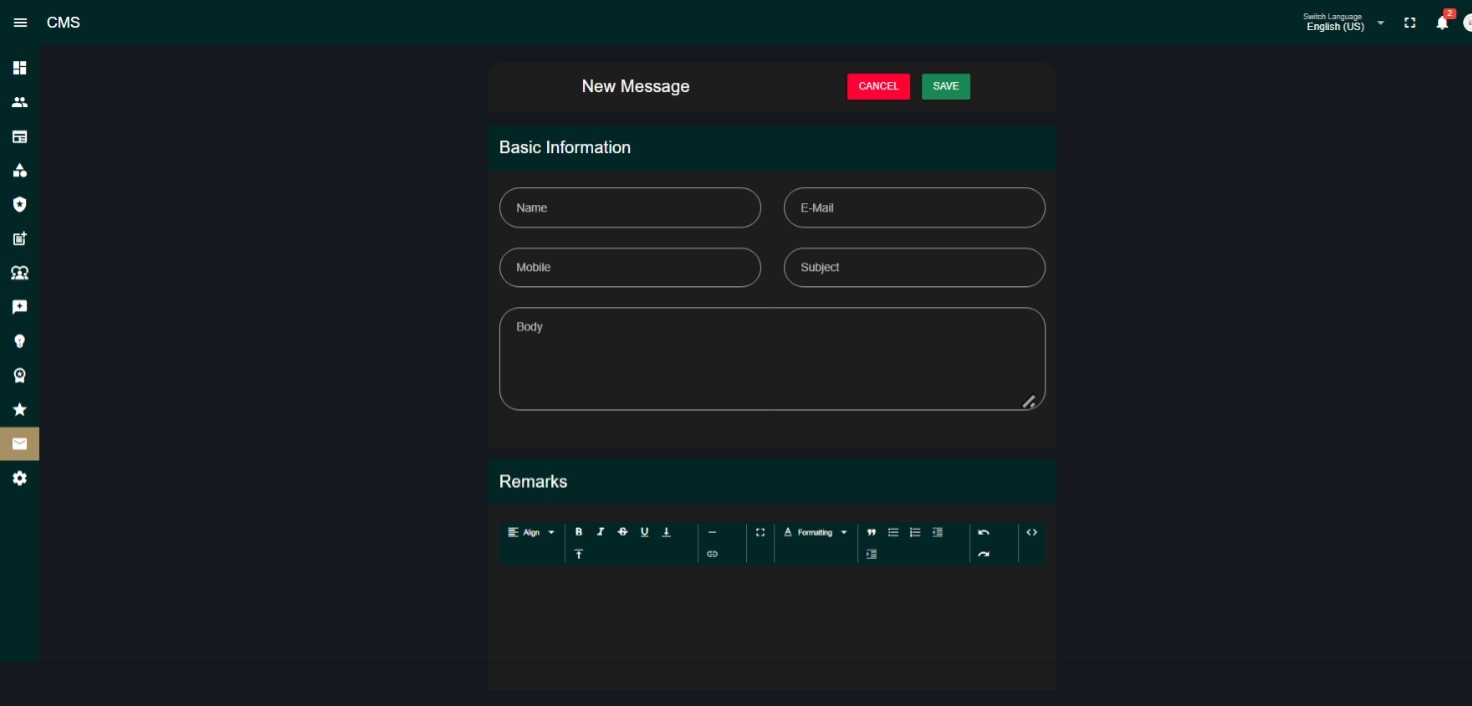 CMS
Switch Language
English (US)
2
New Message
CANCEL
SAVE
Basic Information
Name
E-Mail
Mobile
Subject
Body
Remarks
Align
B I S U
A Formatting